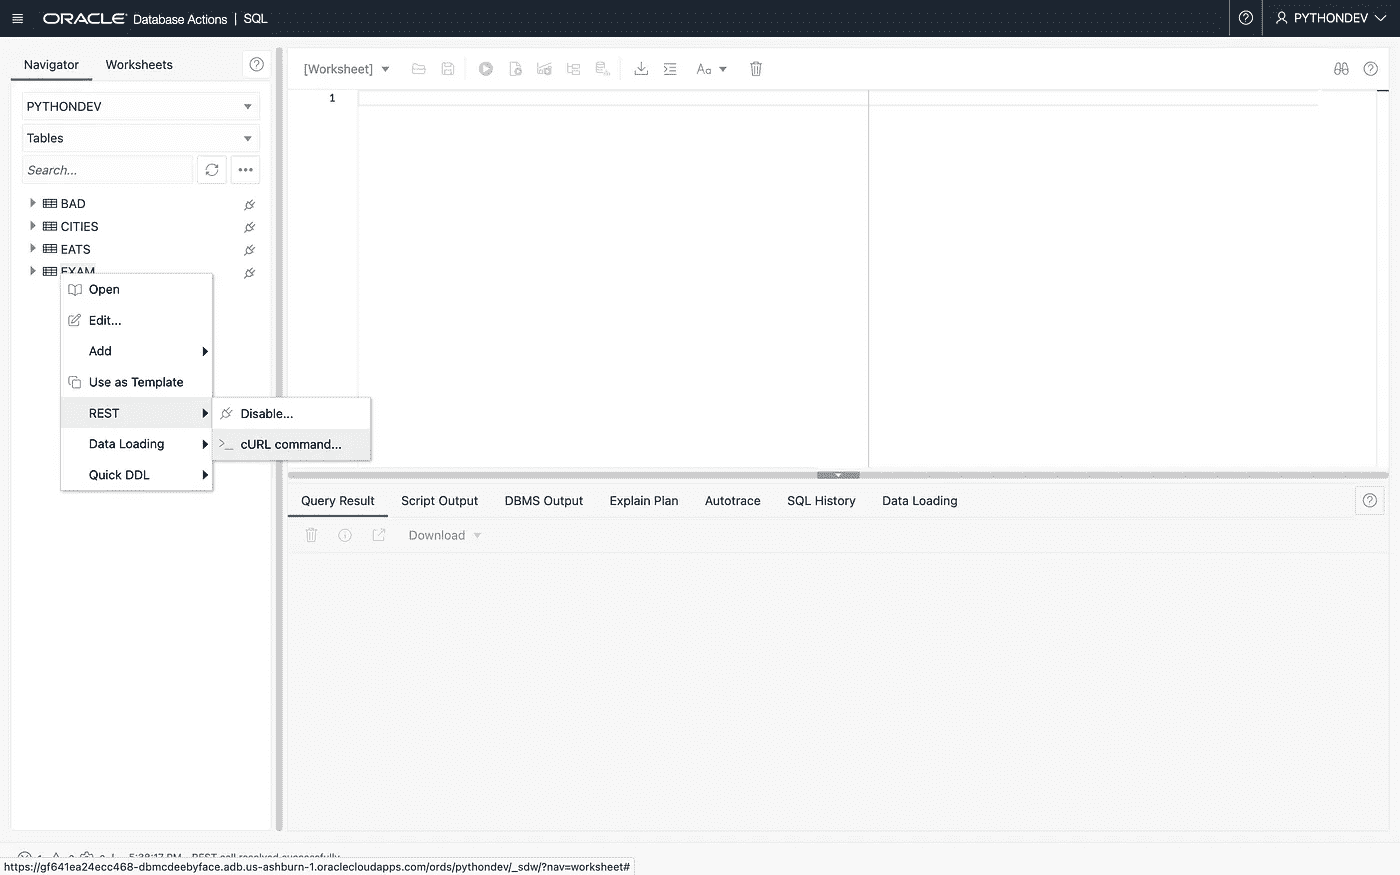 ORACLE Database Actions | SQL
PYTHONDEV
Navigator
Worksheets
[Worksheet]
Aa
PYTHONDEV
1
Tables
Search...
BAD
CITIES
EATS
EXAM
Open
Edit...
Add
Use as Template
REST
Disable...
Data Loading
>_ cURL command...
Quick DDL
Query Result
Script Output
DBMS Output
Explain Plan
Autotrace
SQL History
Data Loading
Download
5:38:17 PM - REST call resolved successfully
https://gf641ea24ecc468-dbmcdeebyface.adb.us-ashburn-1.oraclecloudapps.com/ords/pythondev/_sdw/?nav=worksheet#